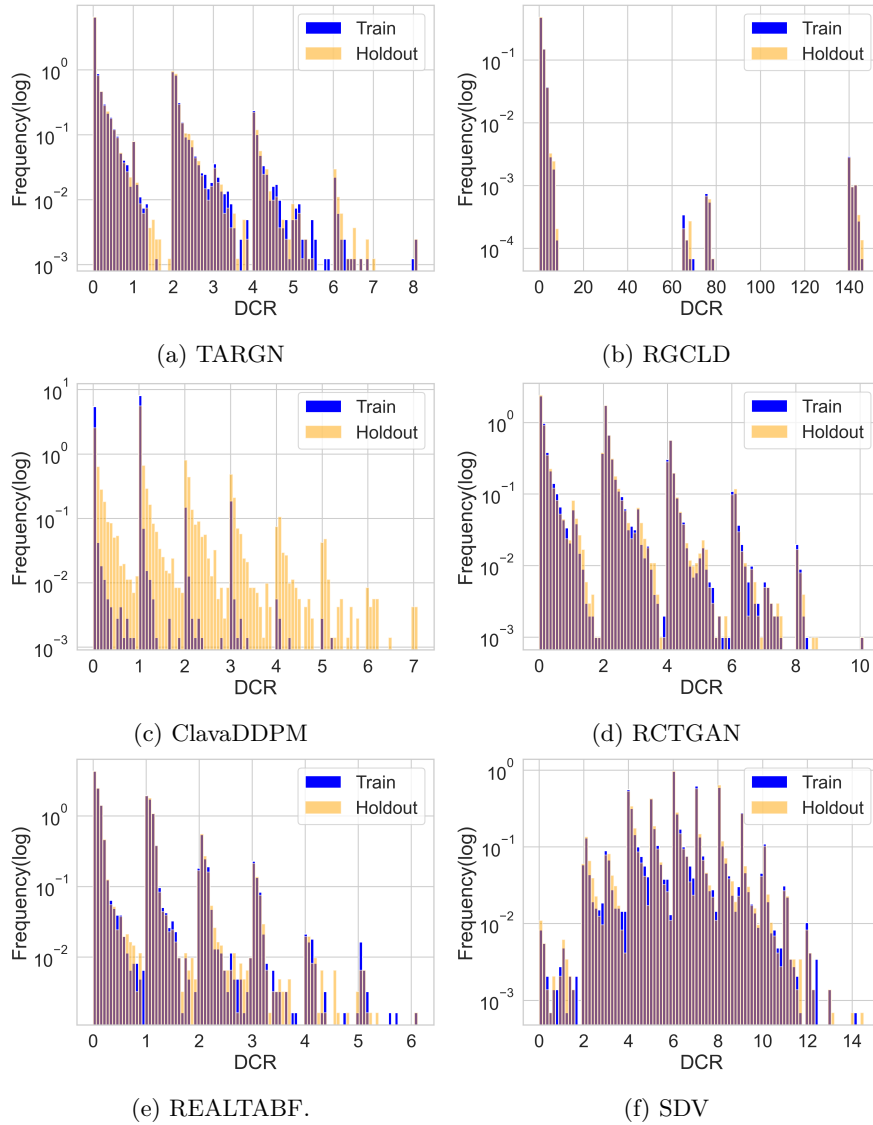 Train
Holdout
Frequency(log)
10^0
10^-1
10^-2
10^-3
0 1 2 3 4 5 6 7 8
DCR
(a) TARGN
Train
Holdout
Frequency(log)
10^-1
10^-2
10^-3
10^-4
0 20 40 60 80 100 120 140
DCR
(b) RGCLD
Train
Holdout
Frequency(log)
10^1
10^0
10^-1
10^-2
10^-3
0 1 2 3 4 5 6 7
DCR
(c) ClavaDDPM
Train
Holdout
Frequency(log)
10^0
10^-1
10^-2
10^-3
0 2 4 6 8 10
DCR
(d) RCTGAN
Train
Holdout
Frequency(log)
10^0
10^-1
10^-2
0 1 2 3 4 5 6
DCR
(e) REALTABF.
Train
Holdout
Frequency(log)
10^0
10^-1
10^-2
10^-3
0 2 4 6 8 10 12 14
DCR
(f) SDV